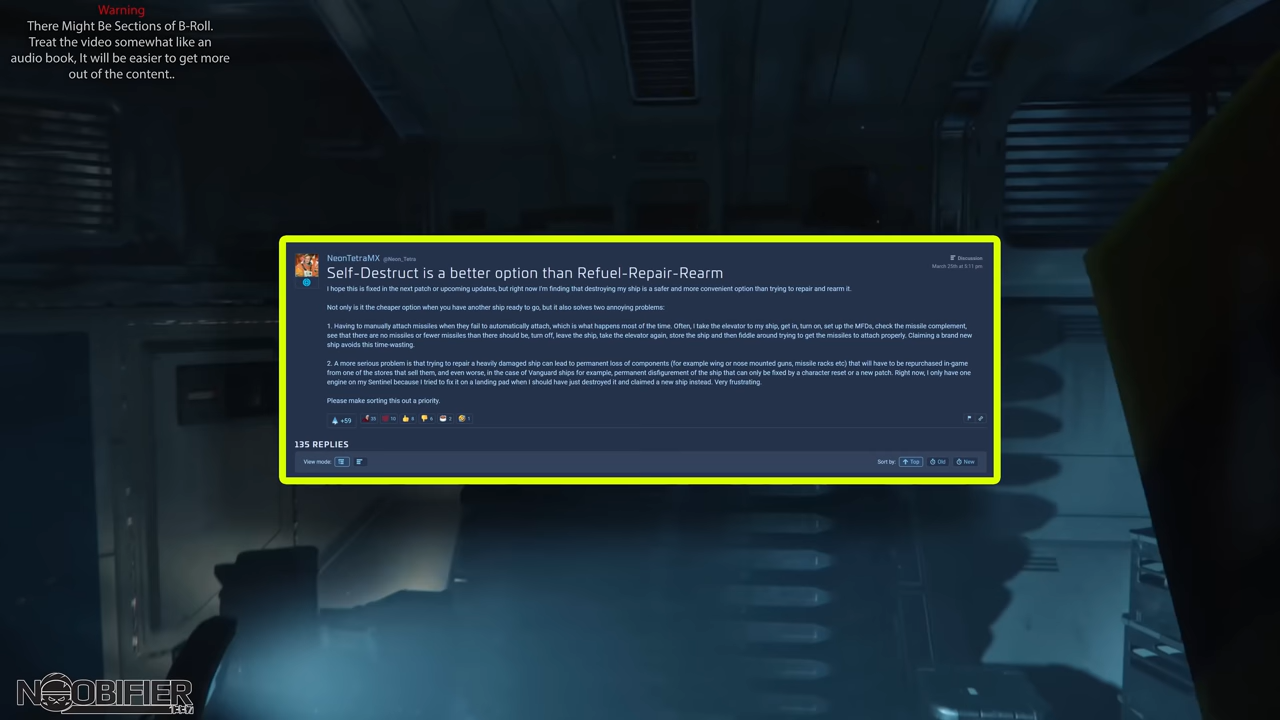 Warning
There Might Be Sections of B-Roll.
Treat the video somewhat like an
audio book, It will be easier to get more
out of the content..
NeonTetraMX @Neon_Tetra
Discussion
March 25th at 5:11 pm
Self-Destruct is a better option than Refuel-Repair-Rearm
I hope this is fixed in the next patch or upcoming updates, but right now I'm finding that destroying my ship is a safer and more convenient option than trying to repair and rearm it.
Not only is it the cheaper option when you have another ship ready to go, but it also solves two annoying problems:
1. Having to manually attach missiles when they fail to automatically attach, which is what happens most of the time. Often, I take the elevator to my ship, get in, turn on, set up the MFDs, check the missile complement,
see that there are no missiles or fewer missiles than there should be, turn off, leave the ship, take the elevator again, store the ship and then fiddle around trying to get the missiles to attach properly. Claiming a brand new
ship avoids this time-wasting.
2. A more serious problem is that trying to repair a heavily damaged ship can lead to permanent loss of components (for example wing or nose mounted guns, missile racks etc) that will have to be repurchased in-game
from one of the stores that sell them, and even worse, in the case of Vanguard ships for example, permanent disfigurement of the ship that can only be fixed by a character reset or a new patch. Right now, I only have one
engine on my Sentinel because I tried to fix it on a landing pad when I should have just destroyed it and claimed a new ship instead. Very frustrating.
Please make sorting this out a priority.
+59
135 REPLIES
View mode:
Sort by: Top Old New
NOOBIFIER